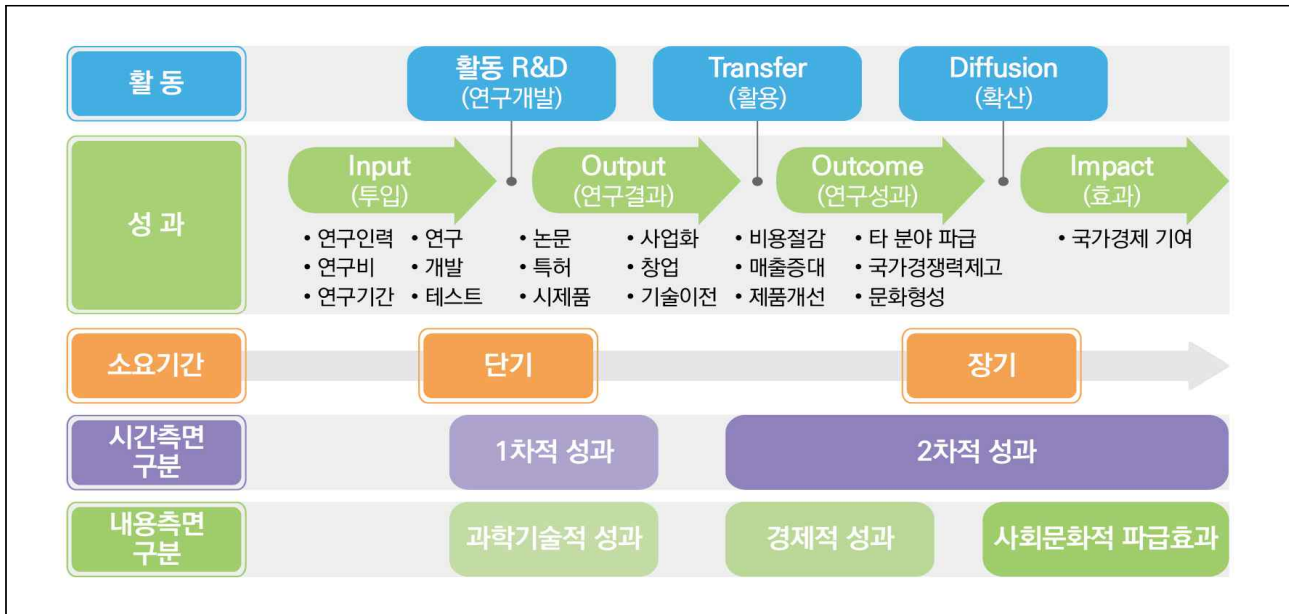 활동
활동 R&D
(연구개발)
Transfer
(활용)
Diffusion
(확산)
성과
Input
(투입)
Output
(연구결과)
Outcome
(연구성과)
Impact
(효과)
• 연구인력
• 연구비
• 연구기간
• 연구
• 개발
• 테스트
• 논문
• 특허
• 시제품
• 사업화
• 창업
• 기술이전
• 비용절감
• 매출증대
• 제품개선
• 타 분야 파급
• 국가경쟁력제고
• 문화형성
• 국가경제 기여
소요기간
단기
장기
시간측면
구분
1차적 성과
2차적 성과
내용측면
구분
과학기술적 성과
경제적 성과
사회문화적 파급효과